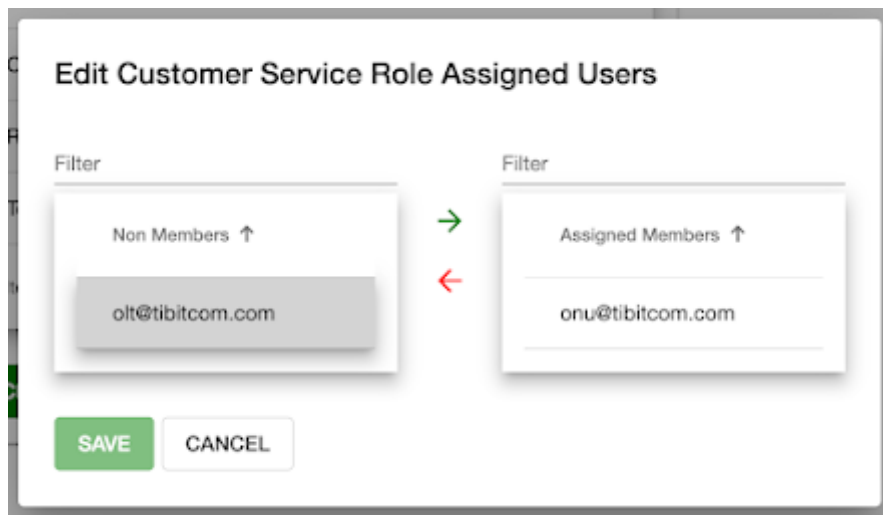 Edit Customer Service Role Assigned Users
Filter
Filter
Non Members ↑
Assigned Members ↑
olt@tibitcom.com
onu@tibitcom.com
SAVE
CANCEL